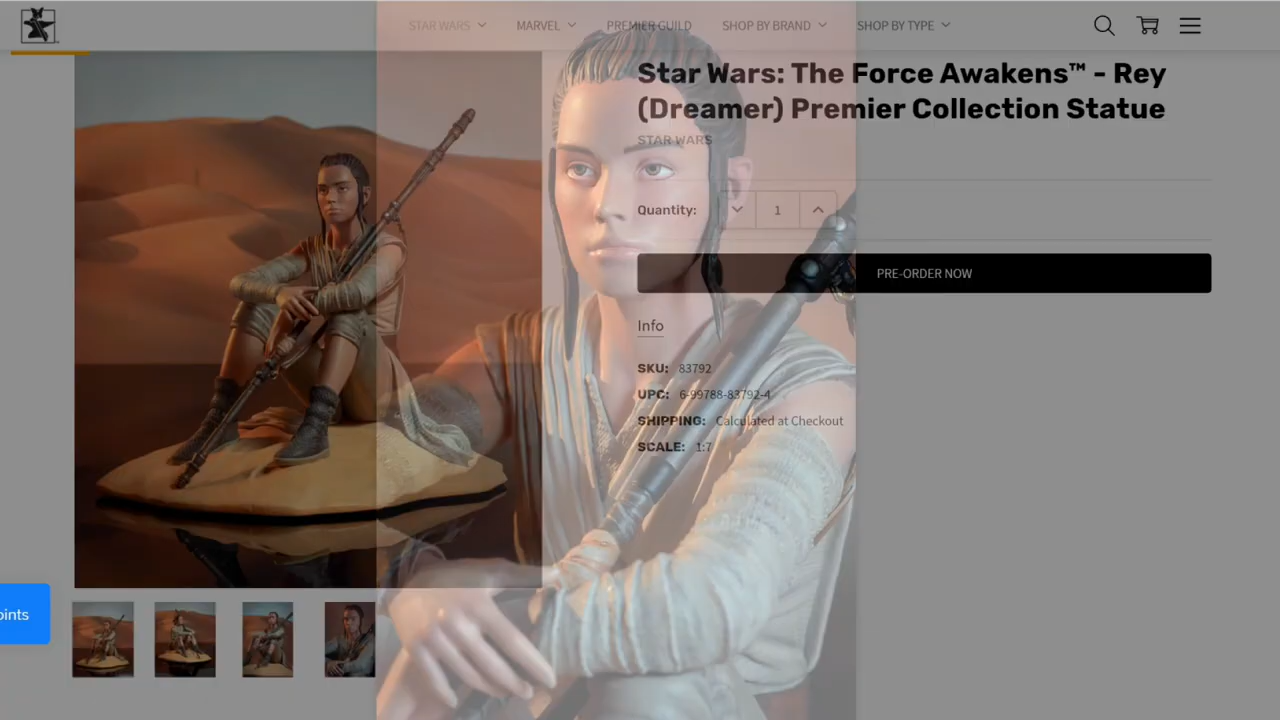 STAR WARS MARVEL PREMIER GUILD SHOP BY BRAND SHOP BY TYPE
Star Wars: The Force Awakens™ - Rey
(Dreamer) Premier Collection Statue
STAR WARS
Quantity: 1
PRE-ORDER NOW
Info
SKU: 83792
UPC: 6-99788-83792-4
SHIPPING: Calculated at Checkout
SCALE: 1:7
oints